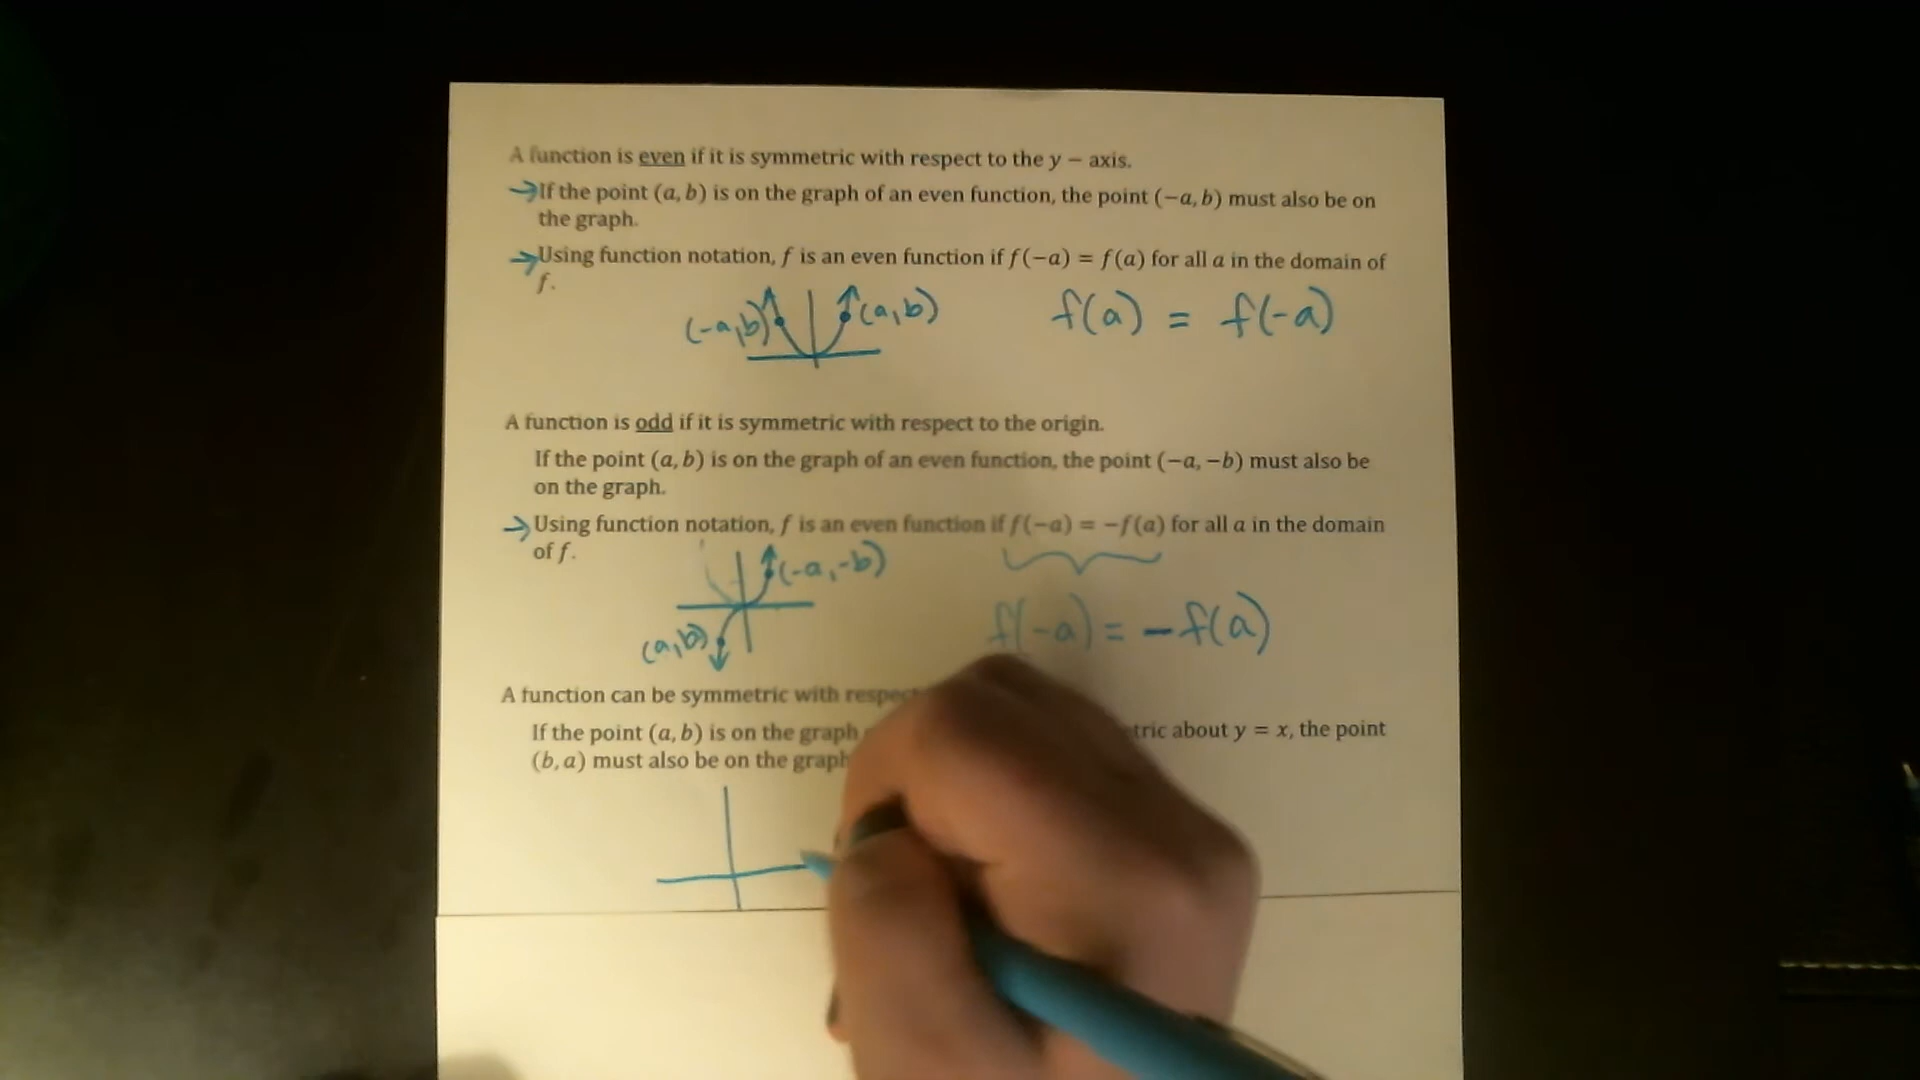 A function is even if it is symmetric with respect to the y – axis.
→If the point (a, b) is on the graph of an even function, the point (−a, b) must also be on
the graph.
→Using function notation, f is an even function if f(−a) = f(a) for all a in the domain of
f.
(-a,b) (a,b) f(a) = f(-a)
A function is odd if it is symmetric with respect to the origin.
If the point (a, b) is on the graph of an even function, the point (−a, −b) must also be
on the graph.
→Using function notation, f is an even function if f(−a) = −f(a) for all a in the domain
of f.
(-a,-b)
f(-a) = -f(a)
(a,b)
A function can be symmetric with respect
If the point (a, b) is on the graph about y = x, the point
(b, a) must also be on the graph